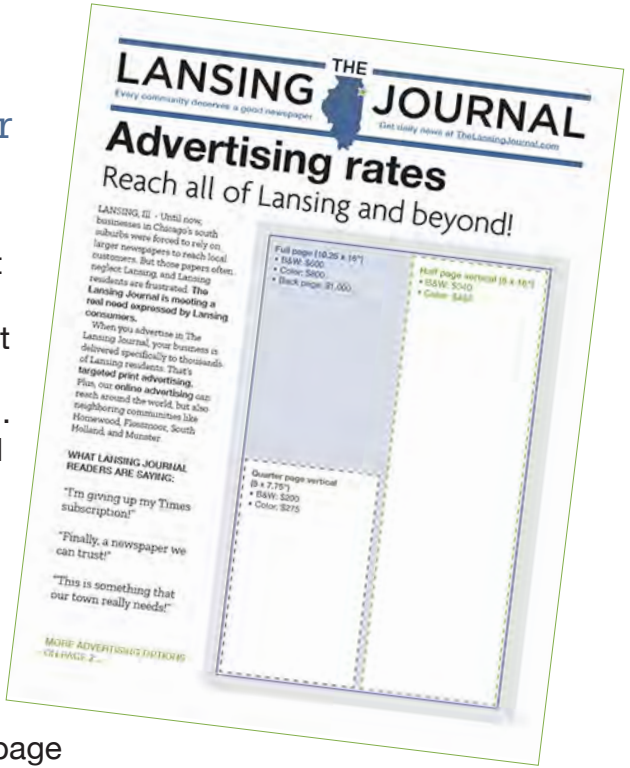 THE
LANSING JOURNAL
Every community deserves a good newspaper
Get daily news at TheLansingJournal.com
Advertising rates
Reach all of Lansing and beyond!
LANSING, Ill. - Until now,
businesses in Chicago's south
suburbs were forced to rely on
larger newspapers to reach local
customers. But those papers often
neglect Lansing, and Lansing
residents are frustrated. The
Lansing Journal is meeting a
real need expressed by Lansing
consumers.
When you advertise in The
Lansing Journal, your business is
delivered specifically to thousands
of Lansing residents. That's
targeted print advertising.
Plus, our online advertising can
reach around the world, but also
neighboring communities like
Homewood, Flossmoor, South
Holland, and Munster.
WHAT LANSING JOURNAL
READERS ARE SAYING:
"I'm giving up my Times
subscription!"
"Finally, a newspaper we
can trust!"
"This is something that
our town really needs!"
MORE ADVERTISING OPTIONS
ON PAGE 2...
Full page (10.25 x 16")
• B&W: $600
• Color: $800
• Back page: $1,000
Half page vertical (5 x 16")
• B&W: $340
• Color:
Quarter page vertical
(5 x 7.75")
• B&W: $200
• Color: $275
page